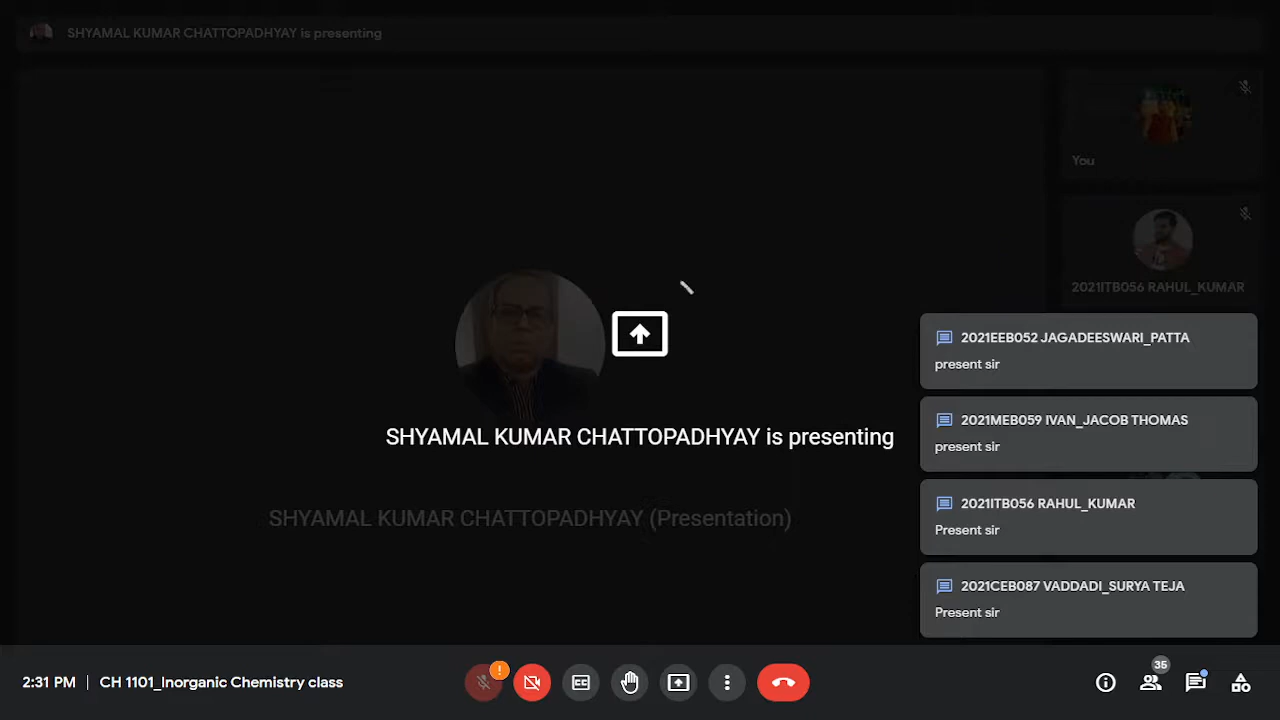 SHYAMAL KUMAR CHATTOPADHYAY is presenting
You
2021ITB056 RAHUL_KUMAR
2021EEB052 JAGADEESWARI_PATTA
present sir
2021MEB059 IVAN_JACOB THOMAS
present sir
2021ITB056 RAHUL_KUMAR
Present sir
2021CEB087 VADDADI_SURYA TEJA
Present sir
SHYAMAL KUMAR CHATTOPADHYAY is presenting
SHYAMAL KUMAR CHATTOPADHYAY (Presentation)
2:31 PM | CH 1101_Inorganic Chemistry class
!
CC
35